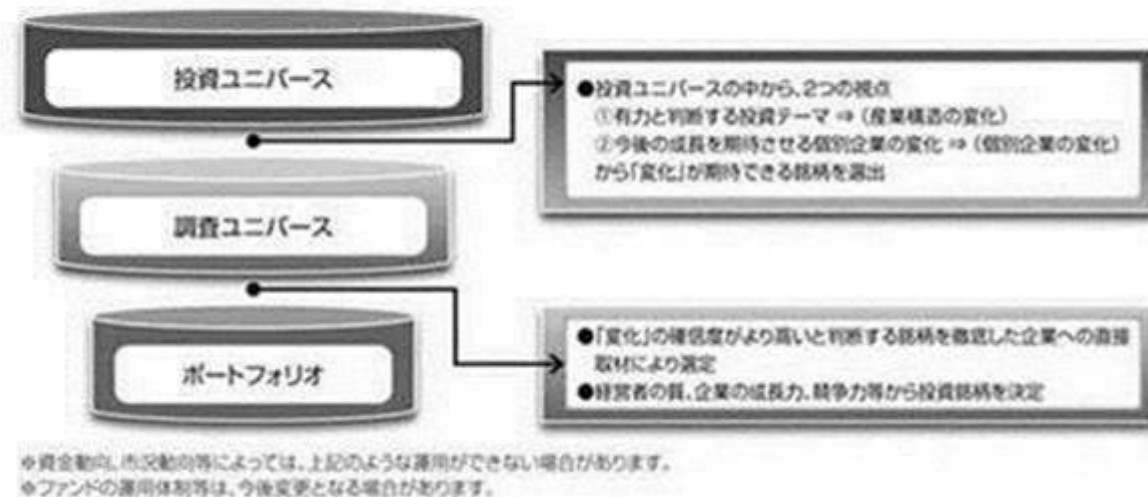 投資ユニバース
●投資ユニバースの中から、2つの視点
①有力と判断する投資テーマ ⇒ (産業構造の変化)
②今後の成長を期待させる個別企業の変化 ⇒ (個別企業の変化)
から「変化」が期待できる銘柄を選出
調査ユニバース
●「変化」の確信度がより高いと判断する銘柄を徹底した企業への直接
取材により選定
●経営者の質、企業の成長力、競争力等から投資銘柄を決定
ポートフォリオ
※資金動向、市況動向等によっては、上記のような運用ができない場合があります。
※ファンドの運用体制等は、今後変更となる場合があります。